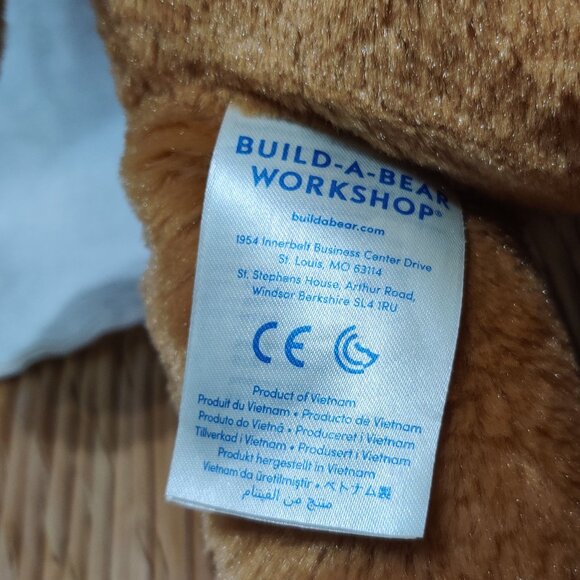 BUILD-A-BEAR
WORKSHOP®
buildabear.com
1954 Innerbelt Business Center Drive
St. Louis, MO 63114
St. Stephens House, Arthur Road,
Windsor Berkshire SL4 1RU
CE
Product of Vietnam
Produit du Vietnam • Producto de Vietnam
Produto do Vietnã • Produceret i Vietnam
Tillverkad i Vietnam • Produsert i Vietnam
Produkt hergestellt in Vietnam
Vietnam'da üretilmiştir • ベトナム製
منتج من الفيتنام